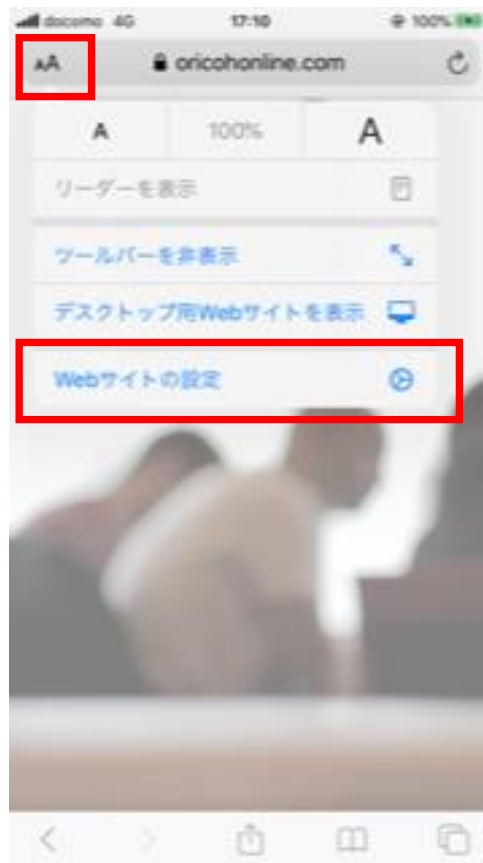 docomo 4G 17:10 100%
AA oricohonline.com
A 100% A
リーダーを表示
ツールバーを非表示
デスクトップ用Webサイトを表示
Webサイトの設定